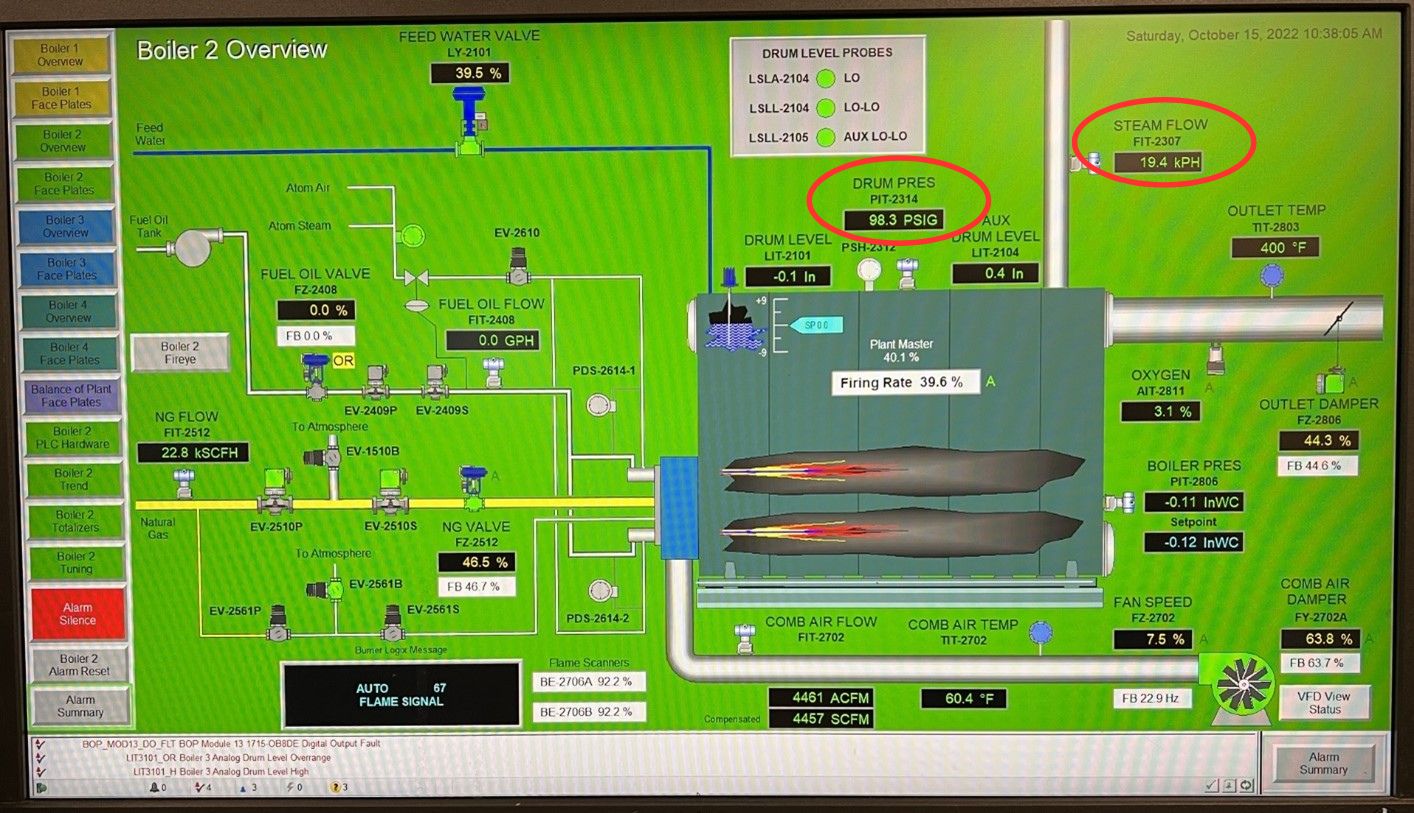 Boiler 2 Overview
Saturday, October 15, 2022 10:38:05 AM
Boiler 1
Overview
Boiler 1
Face Plates
Boiler 2
Overview
Boiler 2
Face Plates
Boiler 3
Overview
Boiler 3
Face Plates
Boiler 4
Overview
Boiler 4
Face Plates
Balance of Plant
Face Plates
Boiler 2
PLC Hardware
Boiler 2
Trend
Boiler 2
Totalizers
Boiler 2
Tuning
Alarm
Silence
Boiler 2
Alarm Reset
Alarm
Summary
FEED WATER VALVE
LY-2101
39.5 %
Feed
Water
DRUM LEVEL PROBES
LSLA-2104 LO
LSLL-2104 LO-LO
LSLL-2105 AUX LO-LO
STEAM FLOW
FIT-2307
19.4 kPH
DRUM PRES
PIT-2314
98.3 PSIG
PSH-2312
DRUM LEVEL
LIT-2101
-0.1 In
AUX
DRUM LEVEL
LIT-2104
0.4 In
OUTLET TEMP
TIT-2803
400 °F
Atom Air
Atom Steam
Fuel Oil
Tank
EV-2610
FUEL OIL VALVE
FZ-2408
0.0 %
FB 0.0 %
OR
FUEL OIL FLOW
FIT-2408
0.0 GPH
Boiler 2
Fireye
EV-2409P
EV-2409S
PDS-2614-1
+9
SP 0.0
-9
Plant Master
40.1 %
Firing Rate 39.6 % A
OXYGEN
AIT-2811
3.1 %
A
A
OUTLET DAMPER
FZ-2806
44.3 %
FB 44.6 %
NG FLOW
FIT-2512
22.8 kSCFH
To Atmosphere
EV-1510B
A
Natural
Gas
EV-2510P
EV-2510S
NG VALVE
FZ-2512
46.5 %
FB 46.7 %
BOILER PRES
PIT-2806
-0.11 InWC
Setpoint
-0.12 InWC
To Atmosphere
EV-2561B
EV-2561P
EV-2561S
PDS-2614-2
Burner Logix Message
AUTO 67
FLAME SIGNAL
Flame Scanners
BE-2706A 92.2 %
BE-2706B 92.2 %
COMB AIR FLOW
FIT-2702
4461 ACFM
Compensated
4457 SCFM
COMB AIR TEMP
TIT-2702
60.4 °F
FAN SPEED
FZ-2702
7.5 % A
FB 22.9 Hz
COMB AIR
DAMPER
FY-2702A
63.8 % A
FB 63.7 %
VFD View
Status
BOP_MOD13_DO_FLT BOP Module 13 1715-OB8DE Digital Output Fault
LIT3101_OR Boiler 3 Analog Drum Level Overrange
LIT3101_H Boiler 3 Analog Drum Level High
0 4 3 0 3
Alarm
Summary